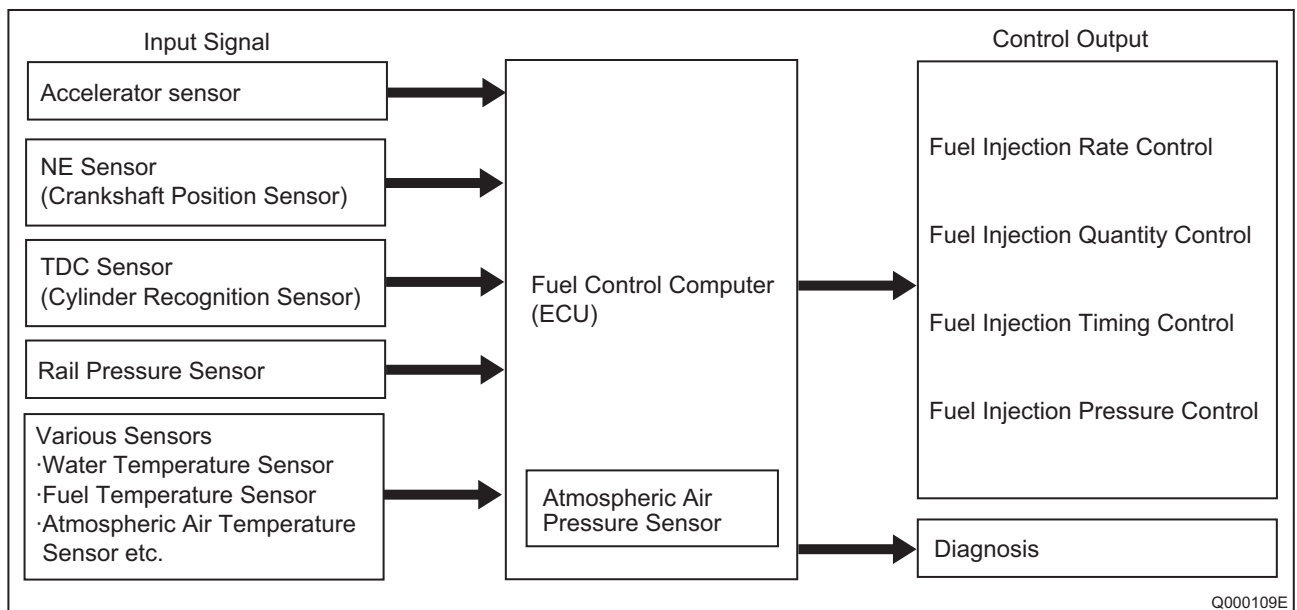 Input Signal
Accelerator sensor
NE Sensor
(Crankshaft Position Sensor)
TDC Sensor
(Cylinder Recognition Sensor)
Rail Pressure Sensor
Various Sensors
·Water Temperature Sensor
·Fuel Temperature Sensor
·Atmospheric Air Temperature
Sensor etc.
Fuel Control Computer
(ECU)
Atmospheric Air
Pressure Sensor
Control Output
Fuel Injection Rate Control
Fuel Injection Quantity Control
Fuel Injection Timing Control
Fuel Injection Pressure Control
Diagnosis
Q000109E